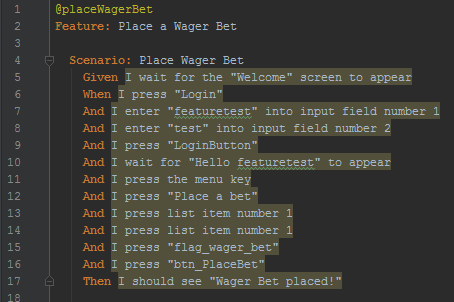 1 @placeWagerBet
2 Feature: Place a Wager Bet
3
4 Scenario: Place Wager Bet
5 Given I wait for the "Welcome" screen to appear
6 When I press "Login"
7 And I enter "featuretest" into input field number 1
8 And I enter "test" into input field number 2
9 And I press "LoginButton"
10 And I wait for "Hello featuretest" to appear
11 And I press the menu key
12 And I press "Place a bet"
13 And I press list item number 1
14 And I press list item number 1
15 And I press "flag_wager_bet"
16 And I press "btn_PlaceBet"
17 Then I should see "Wager Bet placed!"